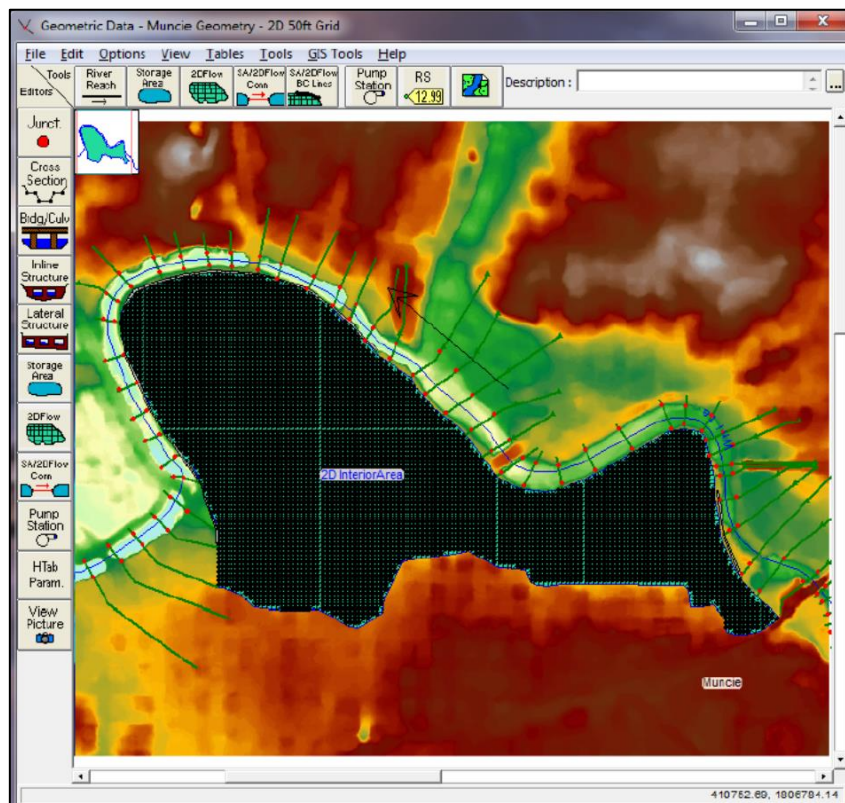 Geometric Data - Muncie Geometry - 2D 50ft Grid
File Edit Options View Tables Tools GIS Tools Help
Tools
Editors
River
Reach
Storage
Area
2DFlow
SA/2DFlow
Conn
SA/2DFlow
BC Lines
Pump
Station
RS
12.99
Description :
...
Junct.
Cross
Section
Brdg/Culv
Inline
Structure
Lateral
Structure
Storage
Area
2DFlow
SA/2DFlow
Conn
Pump
Station
HTab
Param.
View
Picture
2D InteriorArea
Muncie
410752.69, 1806784.14